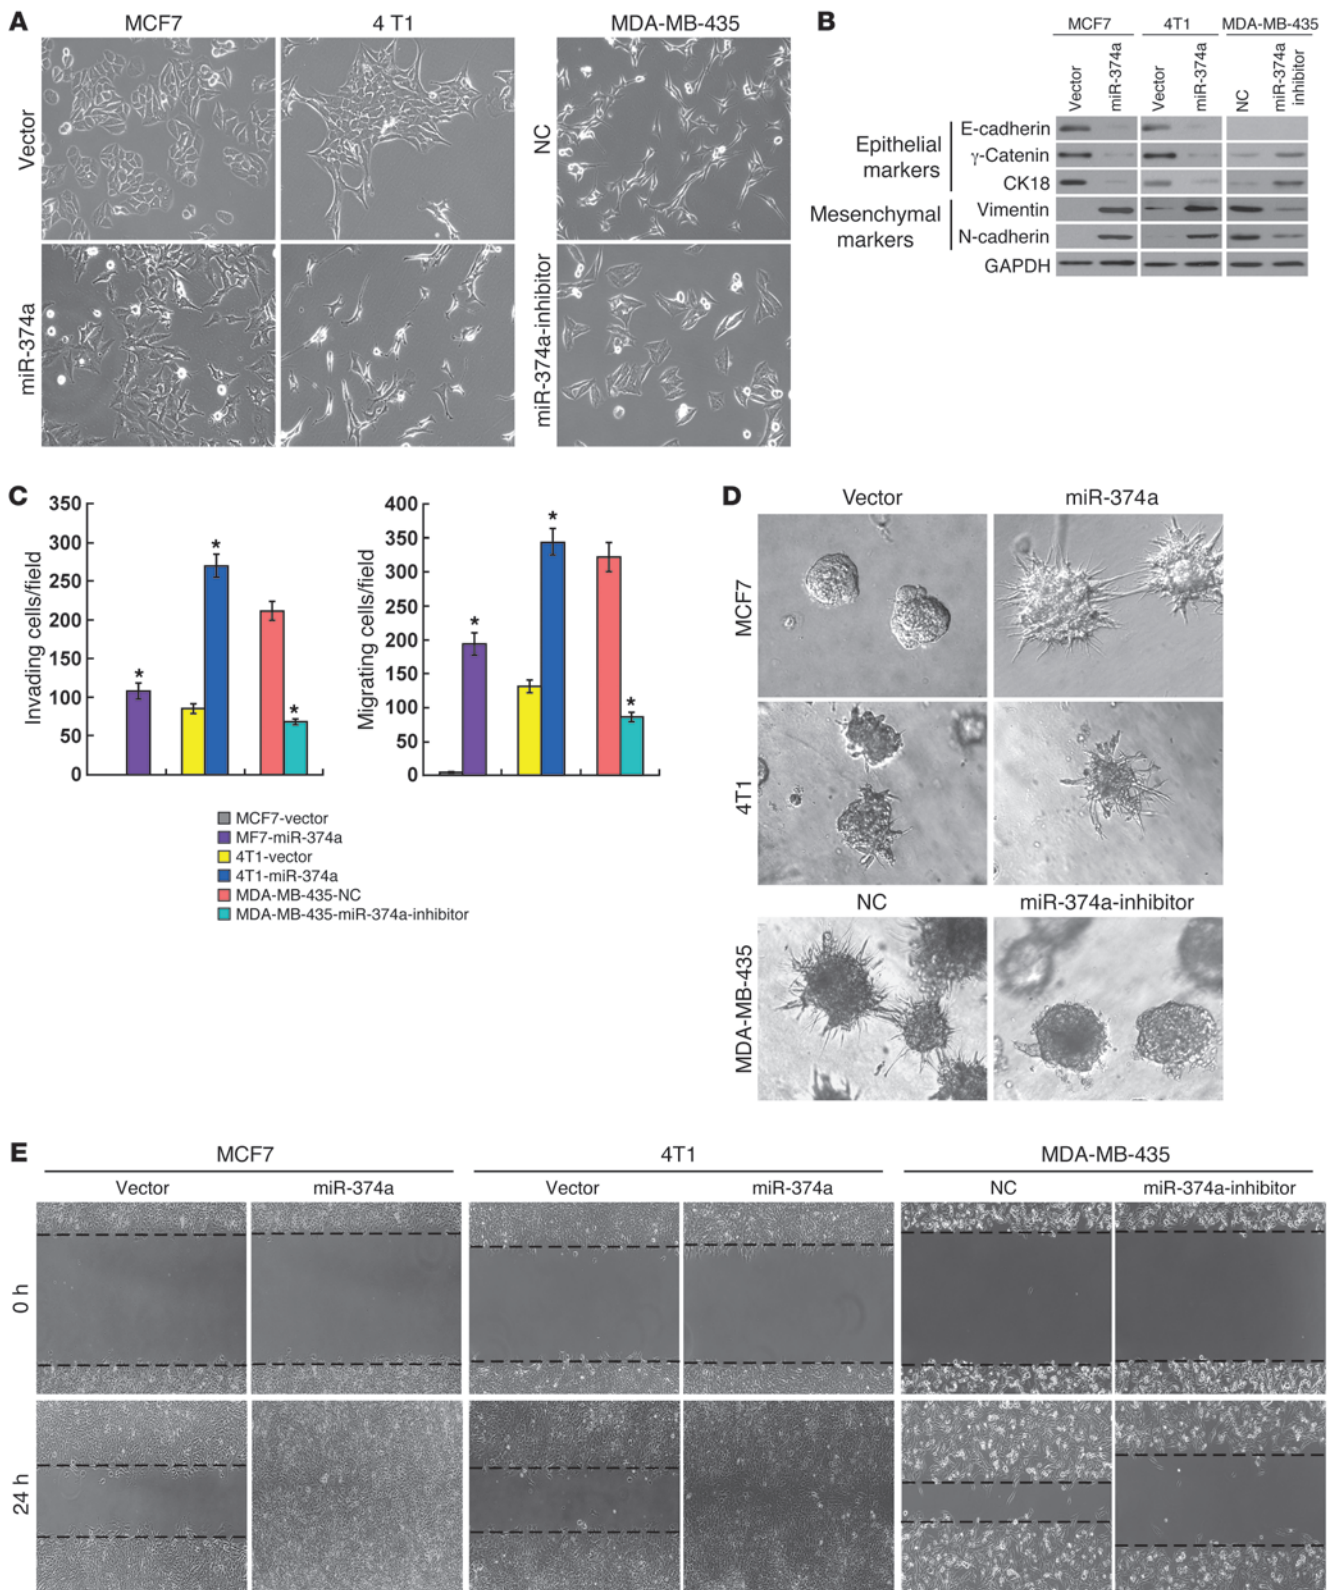 A
MCF7
4 T1
MDA-MB-435
Vector
NC
miR-374a
miR-374a-inhibitor
B
MCF7
4T1
MDA-MB-435
Vector
miR-374a
Vector
miR-374a
NC
miR-374a
inhibitor
Epithelial
markers
E-cadherin
γ-Catenin
CK18
Mesenchymal
markers
Vimentin
N-cadherin
GAPDH
C
Invading cells/field
350
300
250
200
150
100
50
0
*
*
*
Migrating cells/field
400
350
300
250
200
150
100
50
0
*
*
*
MCF7-vector
MF7-miR-374a
4T1-vector
4T1-miR-374a
MDA-MB-435-NC
MDA-MB-435-miR-374a-inhibitor
D
Vector
miR-374a
MCF7
4T1
NC
miR-374a-inhibitor
MDA-MB-435
E
MCF7
4T1
MDA-MB-435
Vector
miR-374a
Vector
miR-374a
NC
miR-374a-inhibitor
0 h
24 h